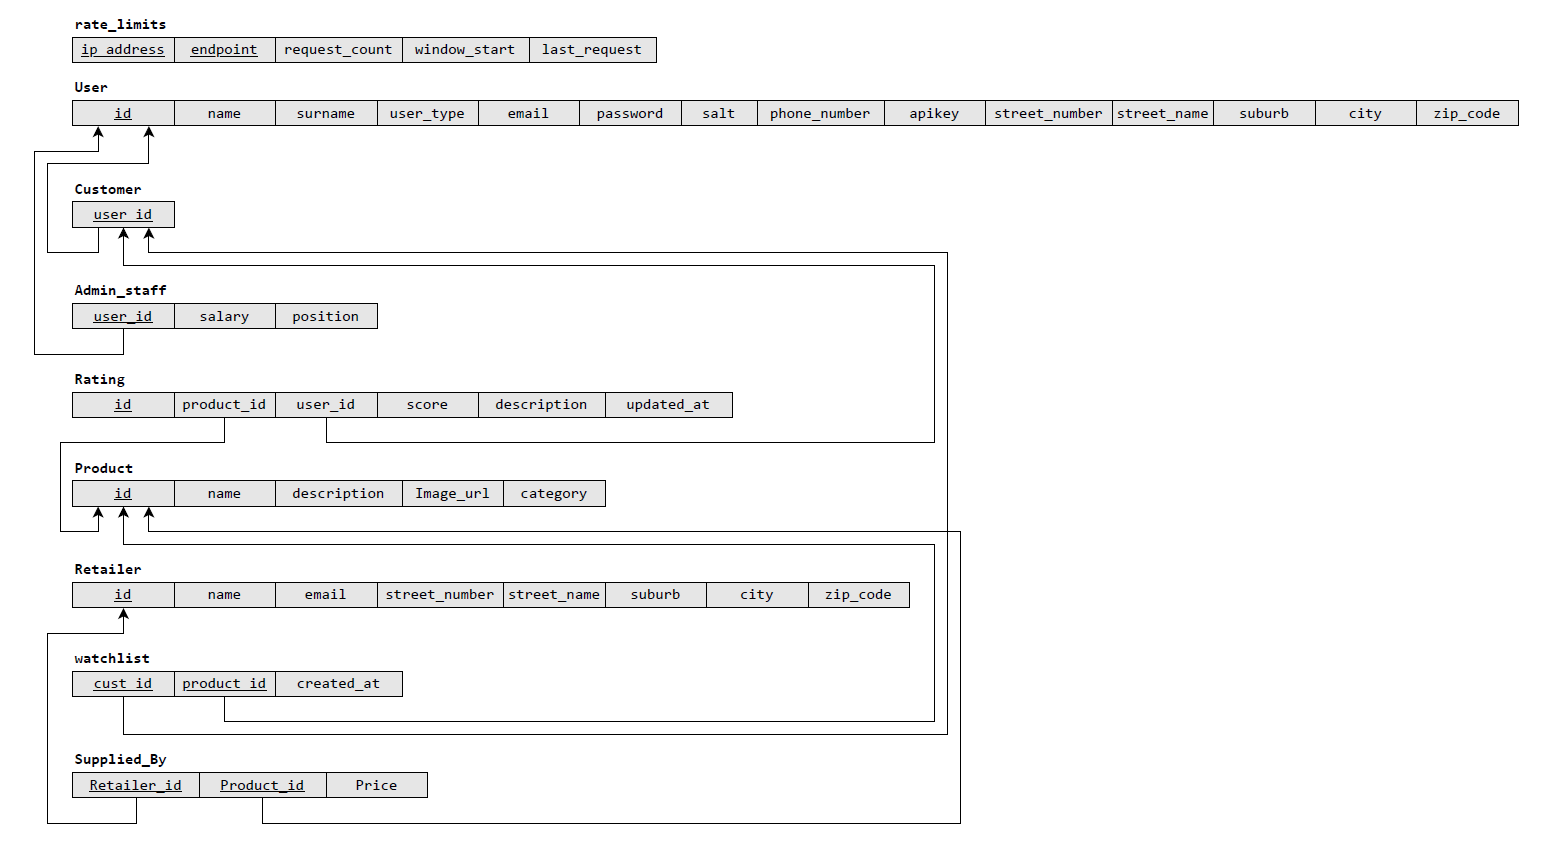 rate_limits
ip_address endpoint request_count window_start last_request
User
id name surname user_type email password salt phone_number apikey street_number street_name suburb city zip_code
Customer
user_id
Admin_staff
user_id salary position
Rating
id product_id user_id score description updated_at
Product
id name description Image_url category
Retailer
id name email street_number street_name suburb city zip_code
watchlist
cust_id product_id created_at
Supplied_By
Retailer_id Product_id Price